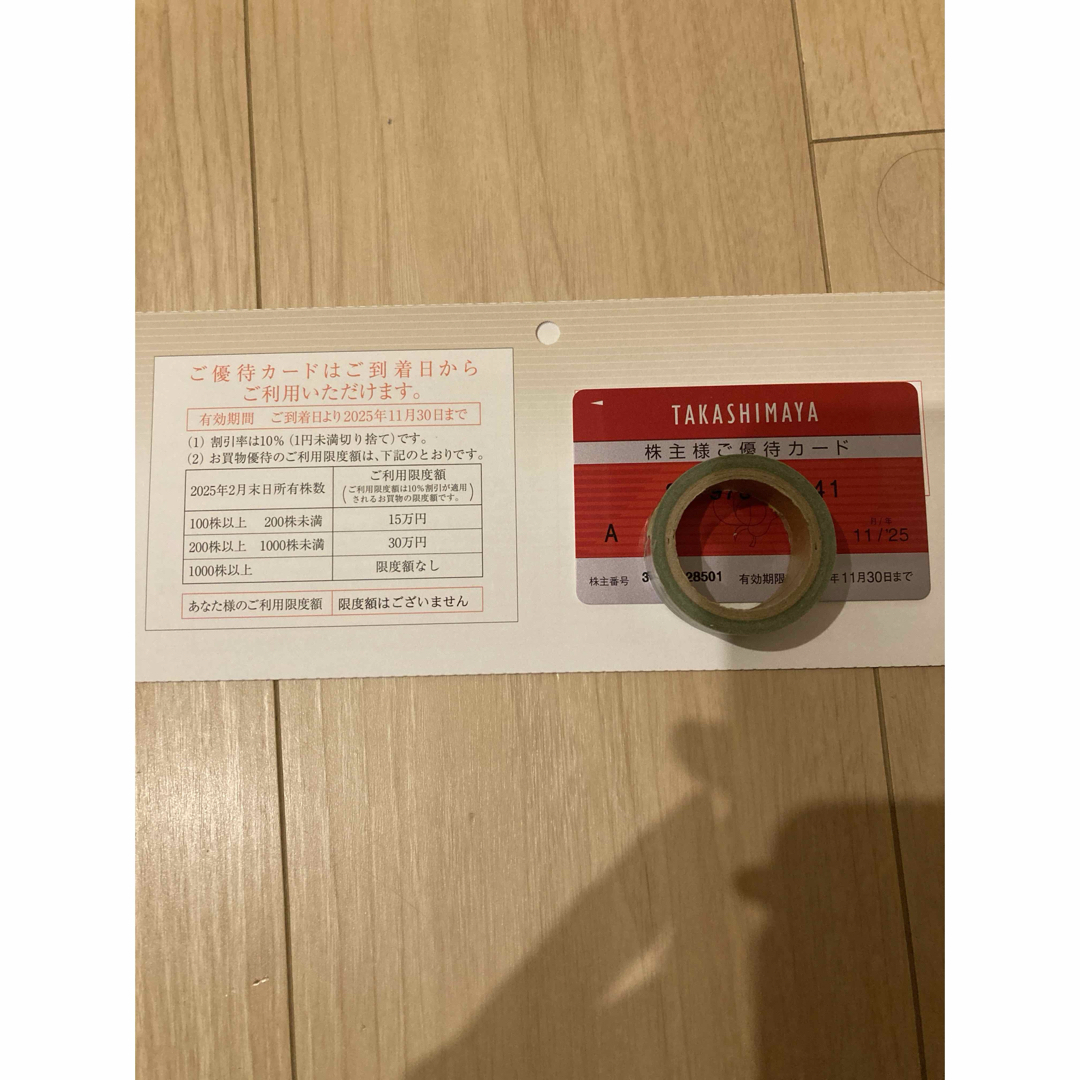 ご優待カードはご到着日から
ご利用いただけます。
有効期間 ご到着日より2025年11月30日まで
(1) 割引率は10%(1円未満切り捨て)です。
(2) お買物優待のご利用限度額は、下記のとおりです。
2025年2月末日所有株数
ご利用限度額
(ご利用限度額は10%割引が適用
されるお買物の限度額です。)
100株以上 200株未満 15万円
200株以上 1000株未満 30万円
1000株以上 限度額なし
あなた様のご利用限度額 限度額はございません
TAKASHIMAYA
株主様ご優待カード
41
A
月/年
11/'25
株主番号 3 28501 有効期限 年11月30日まで